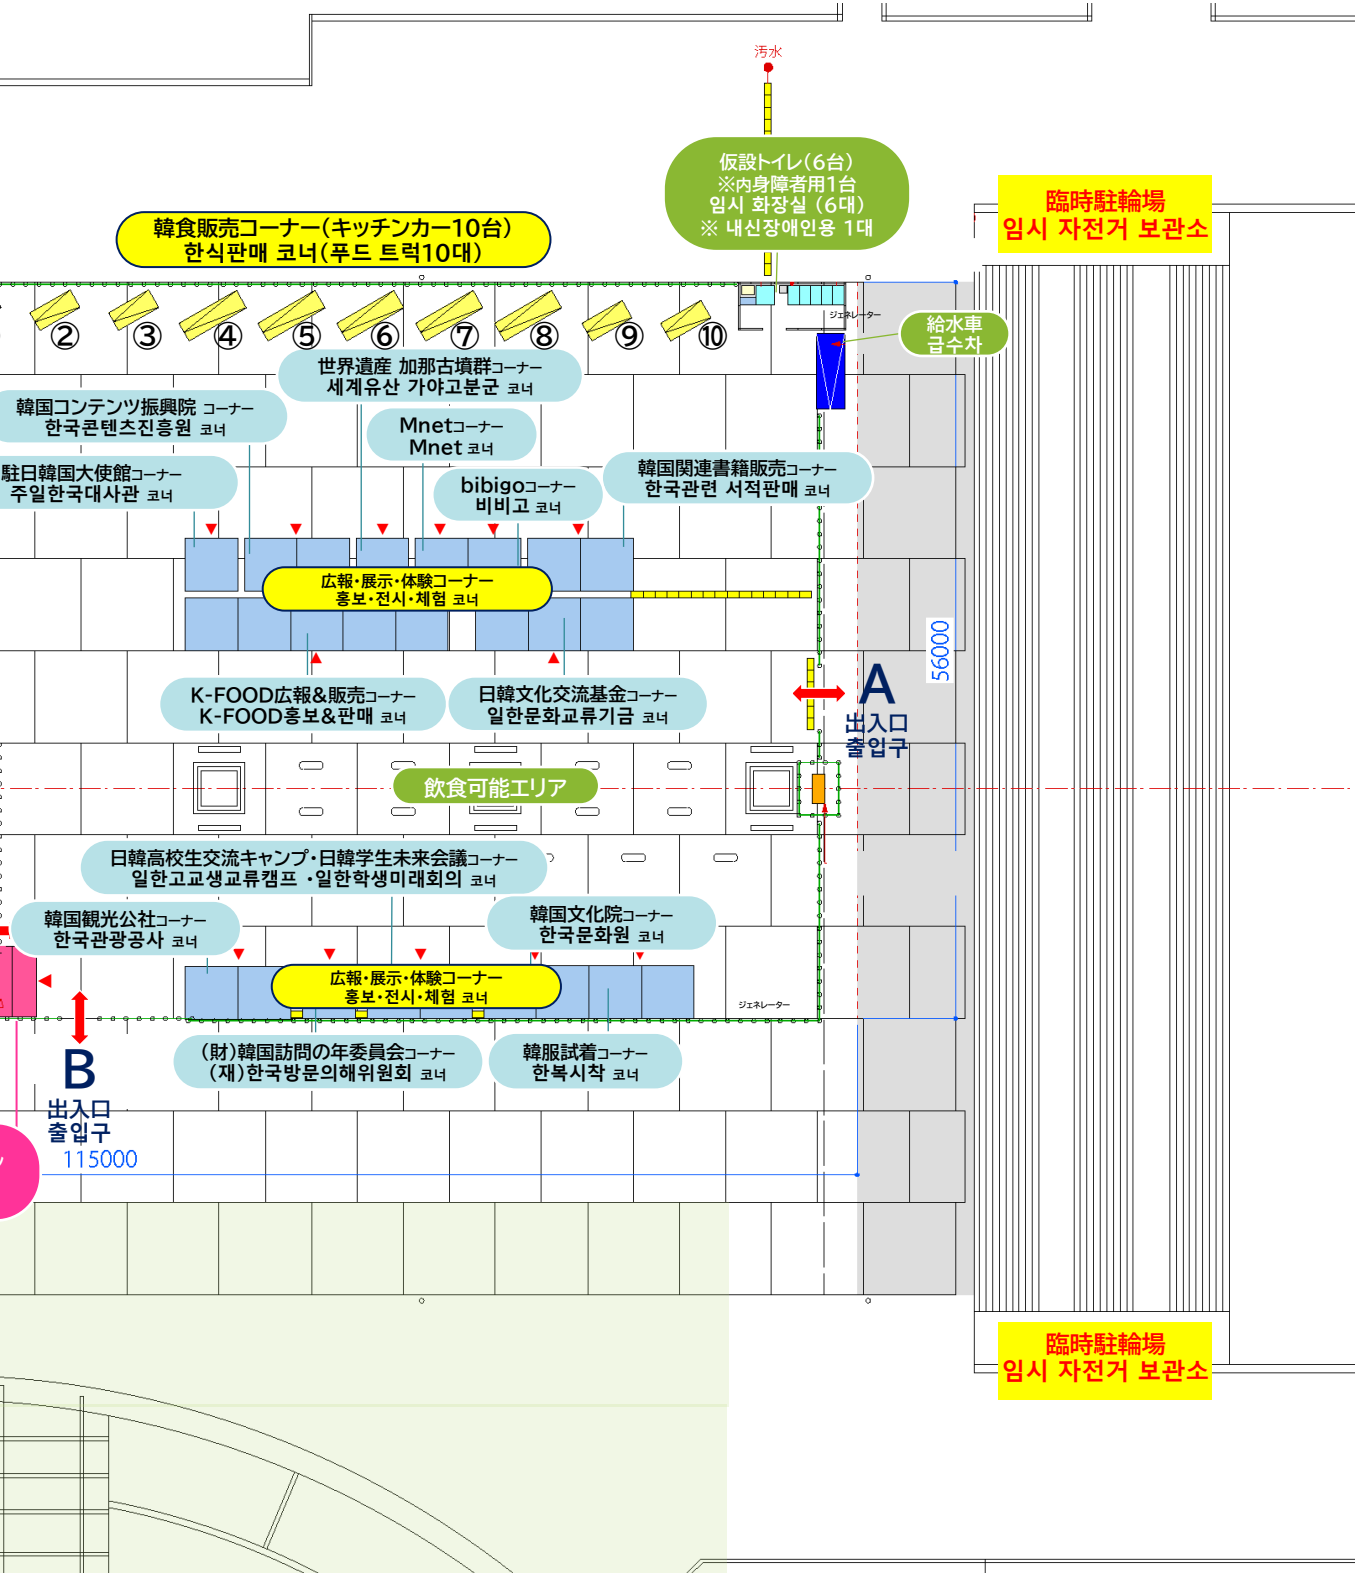 汚水
仮設トイレ(6台)
※内身障者用1台
임시 화장실 (6대)
※ 내신장애인용 1대
臨時駐輪場
임시 자전거 보관소
韓食販売コーナー(キッチンカー10台)
한식판매 코너(푸드 트럭10대)
② ③ ④ ⑤ ⑥ ⑦ ⑧ ⑨ ⑩
ジェネレーター
給水車
급수차
世界遺産 加那古墳群コーナー
세계유산 가야고분군 코너
韓国コンテンツ振興院 コーナー
한국콘텐츠진흥원 코너
Mnetコーナー
Mnet 코너
駐日韓国大使館コーナー
주일한국대사관 코너
bibigoコーナー
비비고 코너
韓国関連書籍販売コーナー
한국관련 서적판매 코너
広報・展示・体験コーナー
홍보・전시・체험 코너
56000
K-FOOD広報&販売コーナー
K-FOOD홍보&판매 코너
日韓文化交流基金コーナー
일한문화교류기금 코너
A
出入口
출입구
飲食可能エリア
日韓高校生交流キャンプ・日韓学生未来会議コーナー
일한고교생교류캠프 ・일한학생미래회의 코너
韓国観光公社コーナー
한국관광공사 코너
韓国文化院コーナー
한국문화원 코너
広報・展示・体験コーナー
홍보・전시・체험 코너
ジェネレーター
(財)韓国訪問の年委員会コーナー
(재)한국방문의해위원회 코너
韓服試着コーナー
한복시착 코너
B
出入口
출입구
115000
臨時駐輪場
임시 자전거 보관소